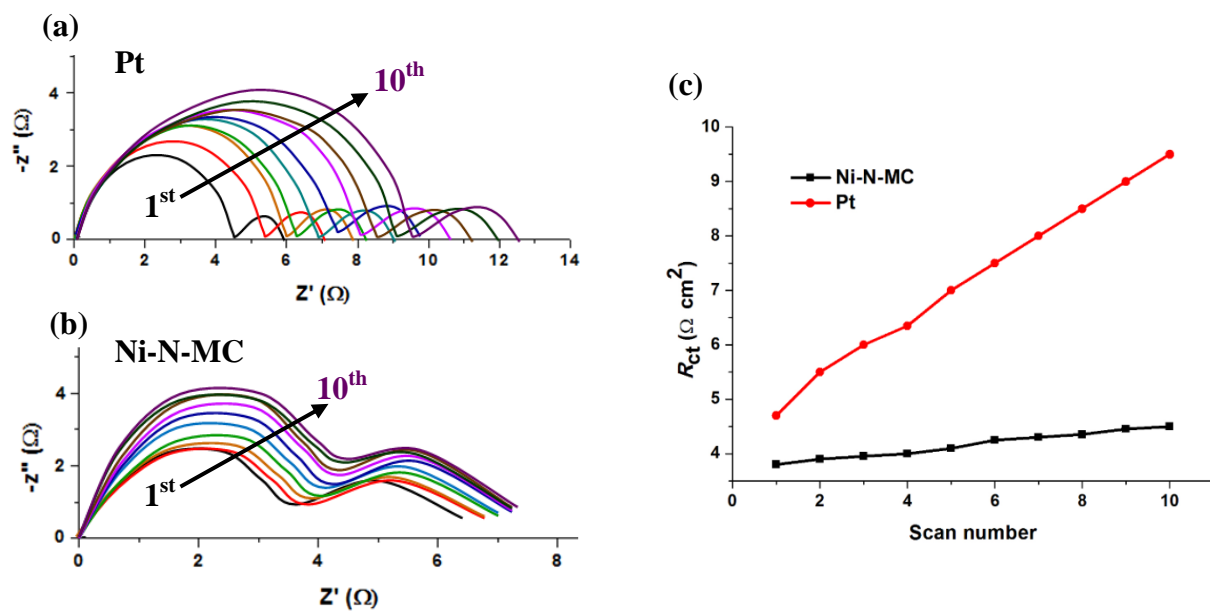 (a)
Pt
10th
1st
4
2
0
-z'' (Ω)
0 2 4 6 8 10 12 14
Z' (Ω)
(b)
Ni-N-MC
10th
1st
4
2
0
-z'' (Ω)
0 2 4 6 8
Z' (Ω)
(c)
Ni-N-MC
Pt
10
9
8
7
6
5
4
Rct (Ω cm2)
0 2 4 6 8 10
Scan number